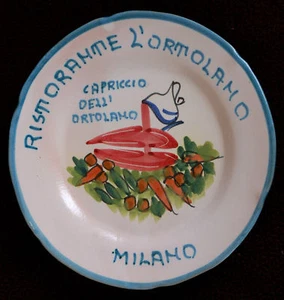 RISTORANTE L'ORTOLANO
CAPRICCIO
DELL'
ORTOLANO
MILANO